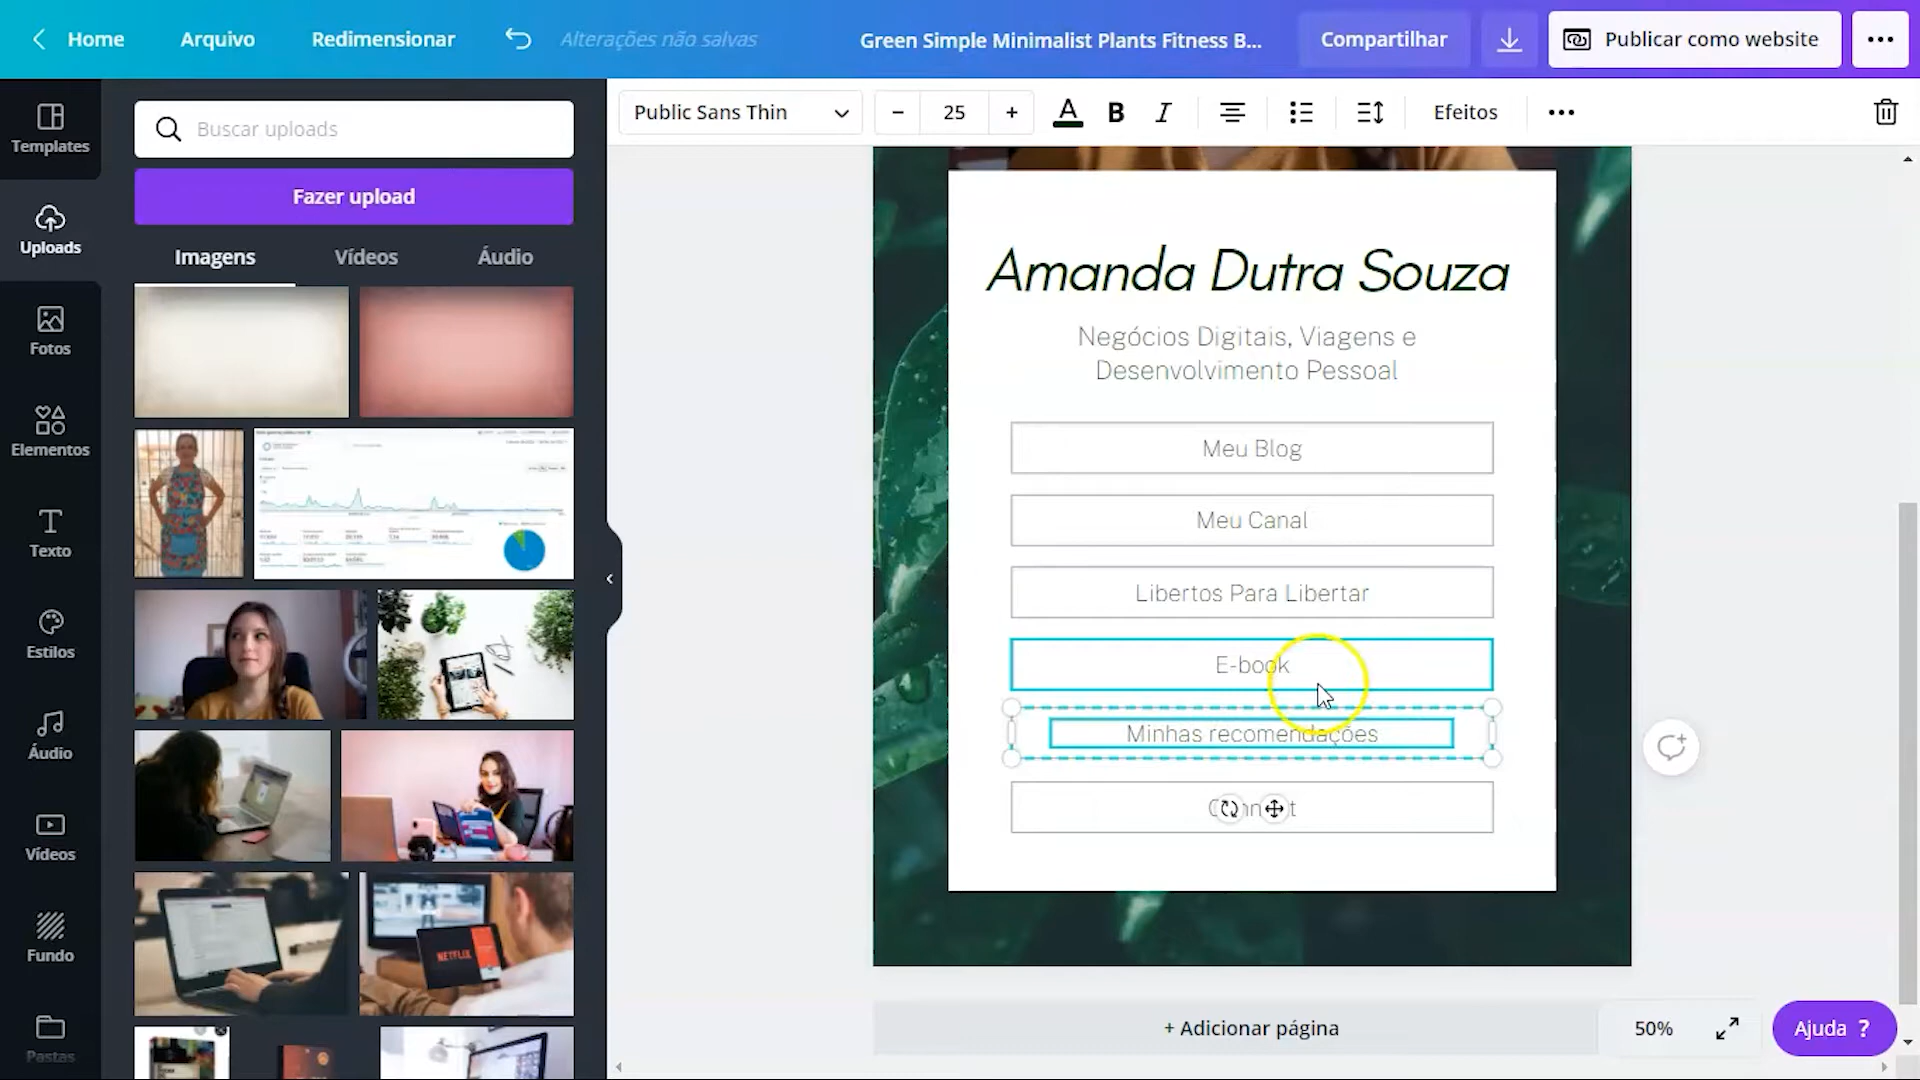 Home
Arquivo
Redimensionar
Alterações não salvas
Green Simple Minimalist Plants Fitness B...
Compartilhar
Publicar como website
Templates
Uploads
Fotos
Elementos
Texto
Estilos
Áudio
Vídeos
Fundo
Pastas
Buscar uploads
Fazer upload
Imagens
Vídeos
Áudio
NETFLIX
Public Sans Thin
25
A
B
I
Efeitos
Amanda Dutra Souza
Negócios Digitais, Viagens e
Desenvolvimento Pessoal
Meu Blog
Meu Canal
Libertos Para Libertar
E-book
Minhas recomendações
+ Adicionar página
50%
Ajuda ?